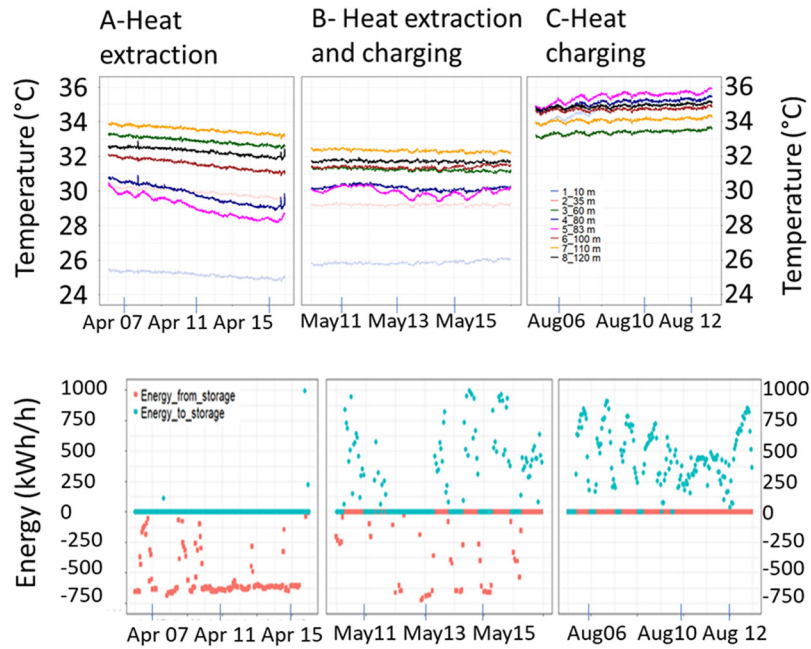 A-Heat
extraction
B- Heat extraction
and charging
C-Heat
charging
Temperature (°C)
36
34
32
30
28
26
24
Apr 07 Apr 11 Apr 15
May11 May13 May15
1_10 m
2_35 m
3_60 m
4_80 m
5_83 m
6_100 m
7_110 m
8_120 m
Aug06 Aug10 Aug 12
36
34
32
30
28
26
24
Temperature (°C)
Energy (kWh/h)
1000
750
500
250
0
-250
-500
-750
Energy_from_storage
Energy_to_storage
Apr 07 Apr 11 Apr 15
May11 May13 May15
Aug06 Aug10 Aug 12
1000
750
500
250
0
-250
-500
-750